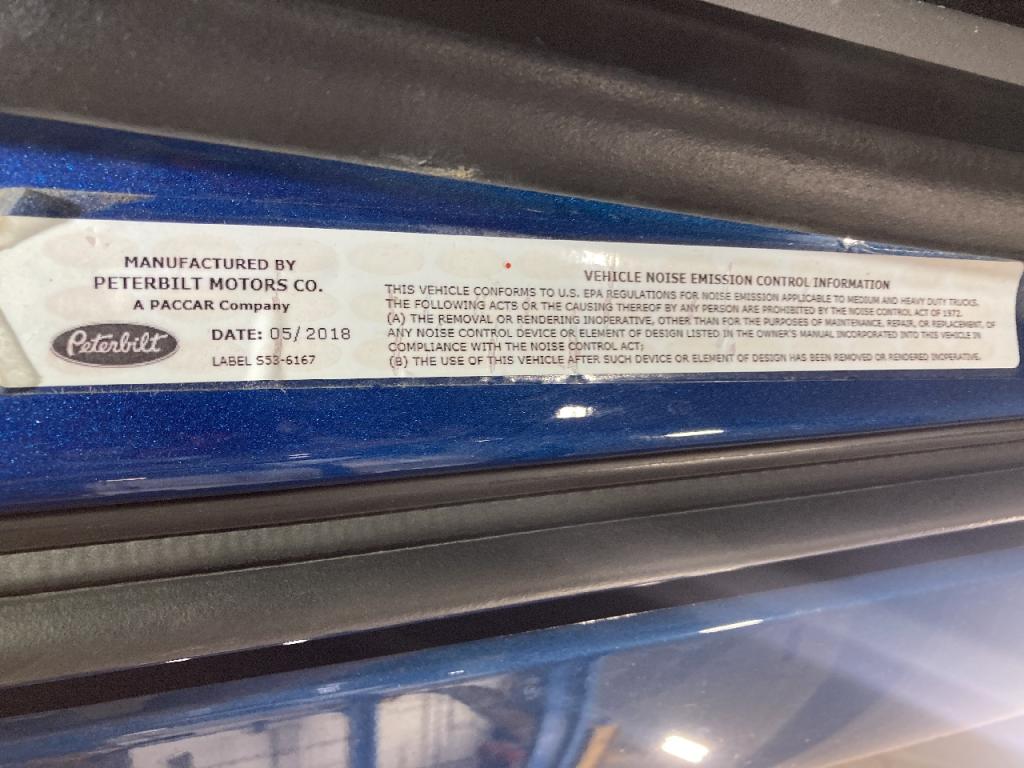 MANUFACTURED BY
PETERBILT MOTORS CO.
A PACCAR Company
Peterbilt
DATE: 05/2018
LABEL S53-6167
VEHICLE NOISE EMISSION CONTROL INFORMATION
THIS VEHICLE CONFORMS TO U.S. EPA REGULATIONS FOR NOISE EMISSION APPLICABLE TO MEDIUM AND HEAVY DUTY TRUCKS.
THE FOLLOWING ACTS OR THE CAUSING THEREOF BY ANY PERSON ARE PROHIBITED BY THE NOISE CONTROL ACT OF 1972.
(A) THE REMOVAL OR RENDERING INOPERATIVE, OTHER THAN FOR THE PURPOSES OF MAINTENANCE, REPAIR, OR REPLACEMENT, OF
ANY NOISE CONTROL DEVICE OR ELEMENT OF DESIGN LISTED IN THE OWNER'S MANUAL INCORPORATED INTO THIS VEHICLE IN
COMPLIANCE WITH THE NOISE CONTROL ACT;
(B) THE USE OF THIS VEHICLE AFTER SUCH DEVICE OR ELEMENT OF DESIGN HAS BEEN REMOVED OR RENDERED INOPERATIVE.